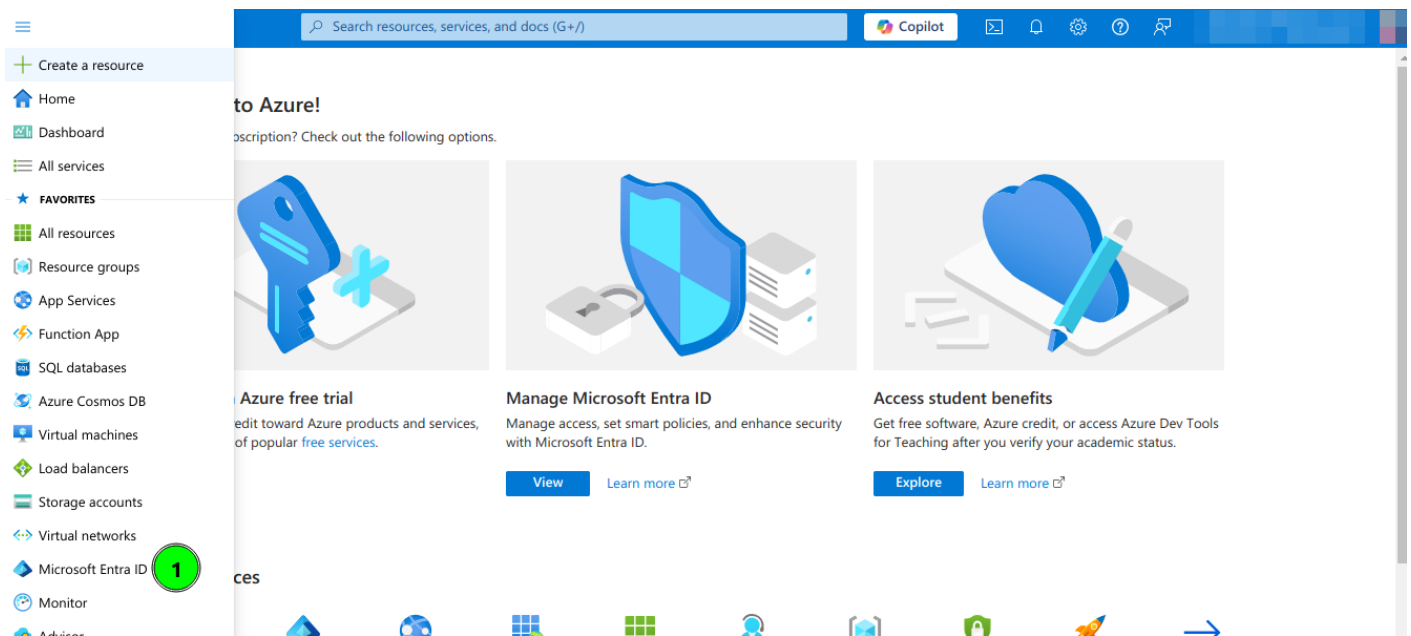 Search resources, services, and docs (G+/)
Copilot
Create a resource
Home
Dashboard
All services
FAVORITES
All resources
Resource groups
App Services
Function App
SQL databases
Azure Cosmos DB
Virtual machines
Load balancers
Storage accounts
Virtual networks
Microsoft Entra ID
1
Monitor
Advisor
to Azure!
bscription? Check out the following options.
Azure free trial
edit toward Azure products and services,
of popular free services.
Manage Microsoft Entra ID
Manage access, set smart policies, and enhance security
with Microsoft Entra ID.
View
Learn more
Access student benefits
Get free software, Azure credit, or access Azure Dev Tools
for Teaching after you verify your academic status.
Explore
Learn more
ces